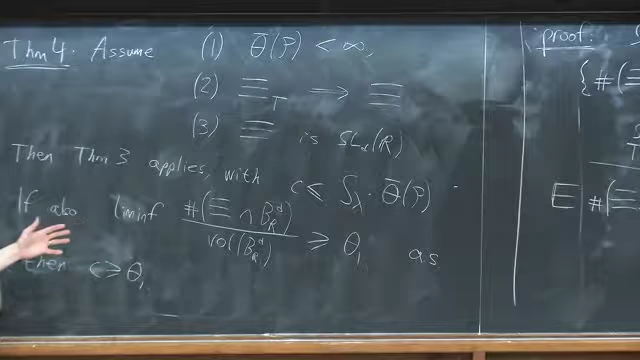 Thm 4. Assume (1) θ̄(P) < ∞,
(2) Ξ_T → Ξ
(3) Ξ is SL_d(R)
Then Thm 3 applies, with c ≤ · θ̄(P)
If also liminf #(Ξ ∩ B_R^d) / vol(B_R^d) ≥ θ_1 a.s
then ≥ θ_1
proof:
{ #(Ξ
T
E #(Ξ